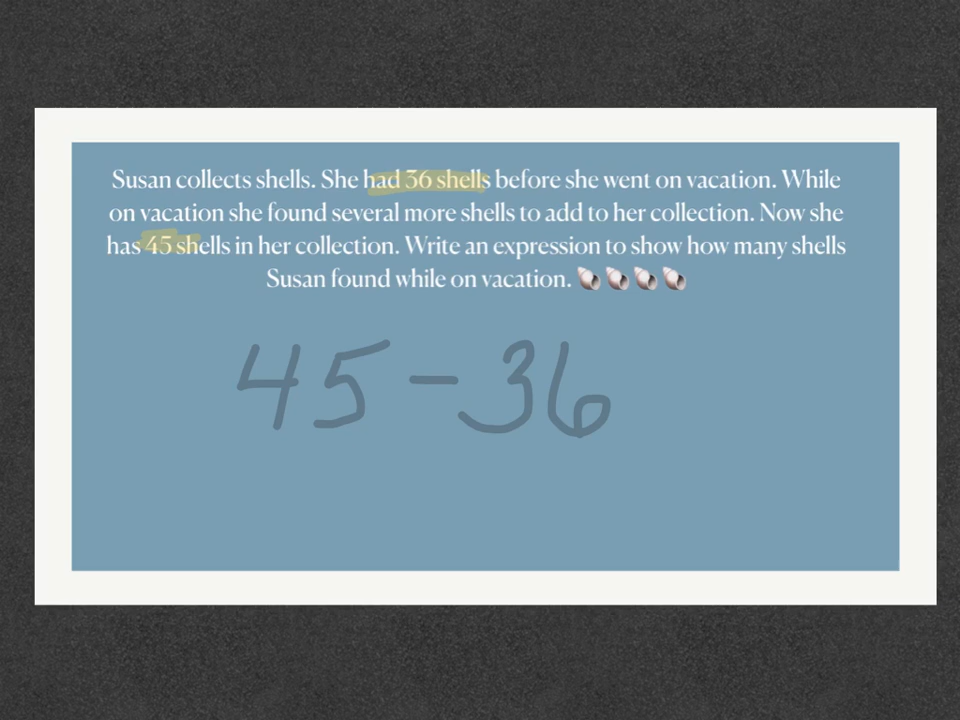 Susan collects shells. She had 36 shells before she went on vacation. While
on vacation she found several more shells to add to her collection. Now she
has 45 shells in her collection. Write an expression to show how many shells
Susan found while on vacation. 🐚🐚🐚🐚
45-36